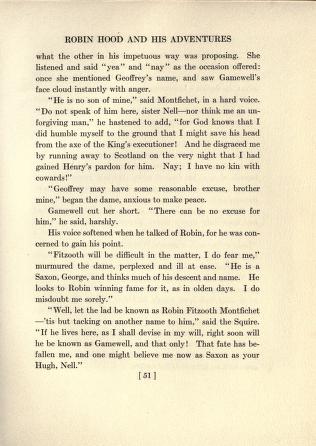 ROBIN HOOD AND HIS ADVENTURES
what the other in his impetuous way was proposing. She
listened and said "yea" and "nay" as the occasion offered:
once she mentioned Geoffrey's name, and saw Gamewell's
face cloud instantly with anger.
"He is no son of mine," said Montfichet, in a hard voice.
"Do not speak of him here, sister Nell—nor think me an un-
forgiving man," he hastened to add, "for God knows that I
did humble myself to the ground that I might save his head
from the axe of the King's executioner! And he disgraced me
by running away to Scotland on the very night that I had
gained Henry's pardon for him. Nay; I have no kin with
cowards!"
"Geoffrey may have some reasonable excuse, brother
mine," began the dame, anxious to make peace.
Gamewell cut her short. "There can be no excuse for
him," he said, harshly.
His voice softened when he talked of Robin, for he was con-
cerned to gain his point.
"Fitzooth will be difficult in the matter, I do fear me,"
murmured the dame, perplexed and ill at ease. "He is a
Saxon, George, and thinks much of his descent and name. He
looks to Robin winning fame for it, as in olden days. I do
misdoubt me sorely."
"Well, let the lad be known as Robin Fitzooth Montfichet
—'tis but tacking on another name to him," said the Squire.
"If he lives here, as I shall devise in my will, right soon will
he be known as Gamewell, and that only! That fate has be-
fallen me, and one might believe me now as Saxon as your
Hugh, Nell."
[ 51 ]